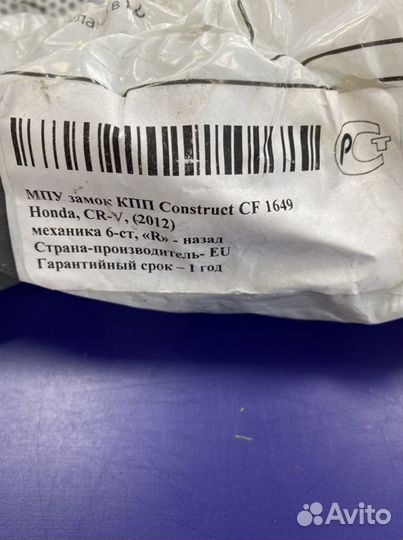 МПУ замок КПП Construct CF 1649
Honda, CR-V, (2012)
механика 6-ст, «R» - назад
Страна-производитель- EU
Гарантийный срок – 1 год
Avito